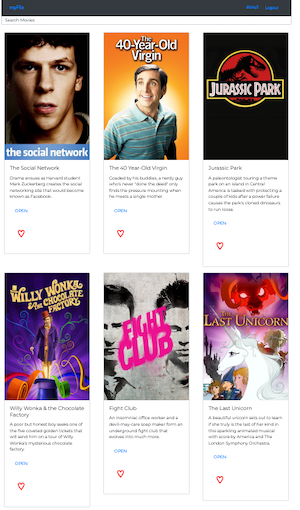 myFlix
about
Logout
Search Movies
the social network
The 40-Year-Old Virgin
JURASSIC PARK
The Social Network
Drama ensues as Harvard student
Mark Zuckerberg creates the social
networking site that would become
known as Facebook.
OPEN
The 40 Year-Old Virgin
Goaded by his buddies, a nerdy guy
who's never "done the deed" only
finds the pressure mounting when
he meets a single mother.
OPEN
Jurassic Park
A paleontologist touring a theme
park on an island in Central
America is tasked with protecting a
couple of kids after a power failure
causes the park's cloned dinosaurs
to run loose.
OPEN
WILLY WONKA
& THE CHOCOLATE
FACTORY
FIGHT
CLUB
THE
LAST UNICORN
Willy Wonka & the Chocolate
Factory
A poor but honest boy seeks one of
the five coveted golden tickets that
will send him on a tour of Willy
Wonka's mysterious chocolate
factory.
OPEN
Fight Club
An insomniac office worker and a
devil-may-care soap maker form an
underground fight club that
evolves into much more.
OPEN
The Last Unicorn
A beautiful unicorn sets out to learn
if she truly is the last of her kind in
this sparkling animated musical
with score by America and The
London Symphony Orchestra.
OPEN